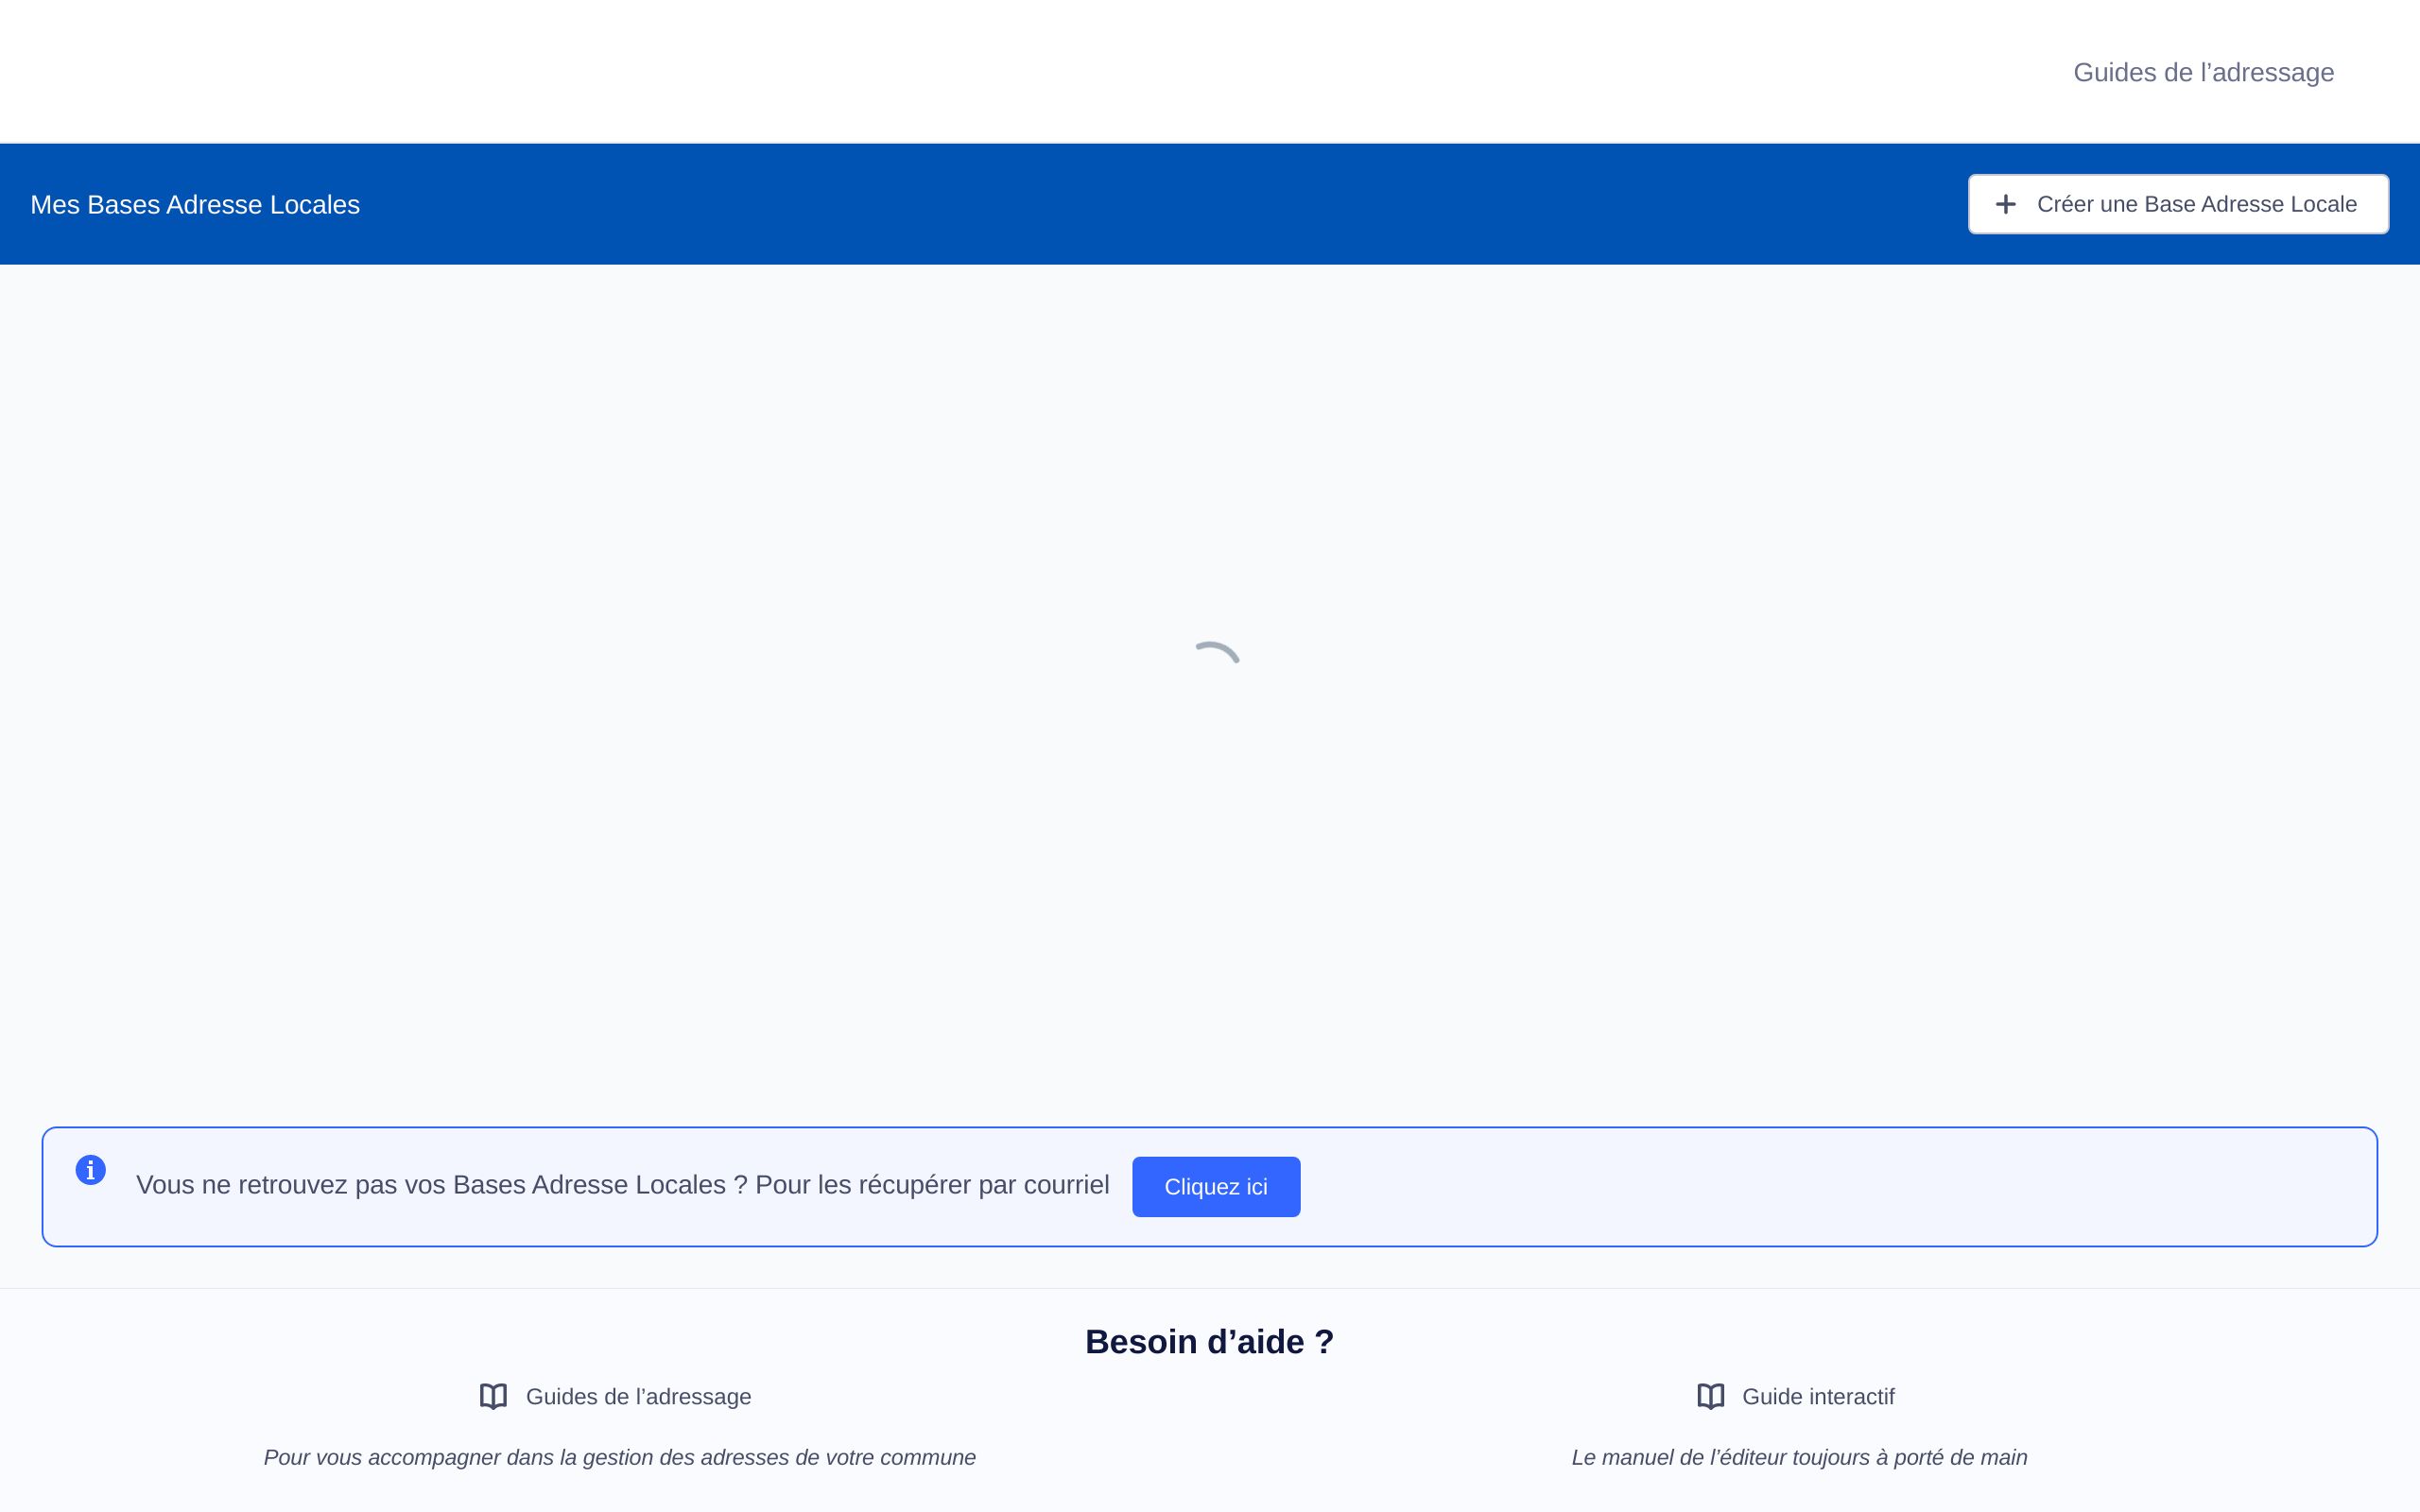 Guides de l’adressage
Mes Bases Adresse Locales
Créer une Base Adresse Locale
Vous ne retrouvez pas vos Bases Adresse Locales ? Pour les récupérer par courriel
Cliquez ici
Besoin d’aide ?
Guides de l’adressage
Pour vous accompagner dans la gestion des adresses de votre commune
Guide interactif
Le manuel de l’éditeur toujours à porté de main